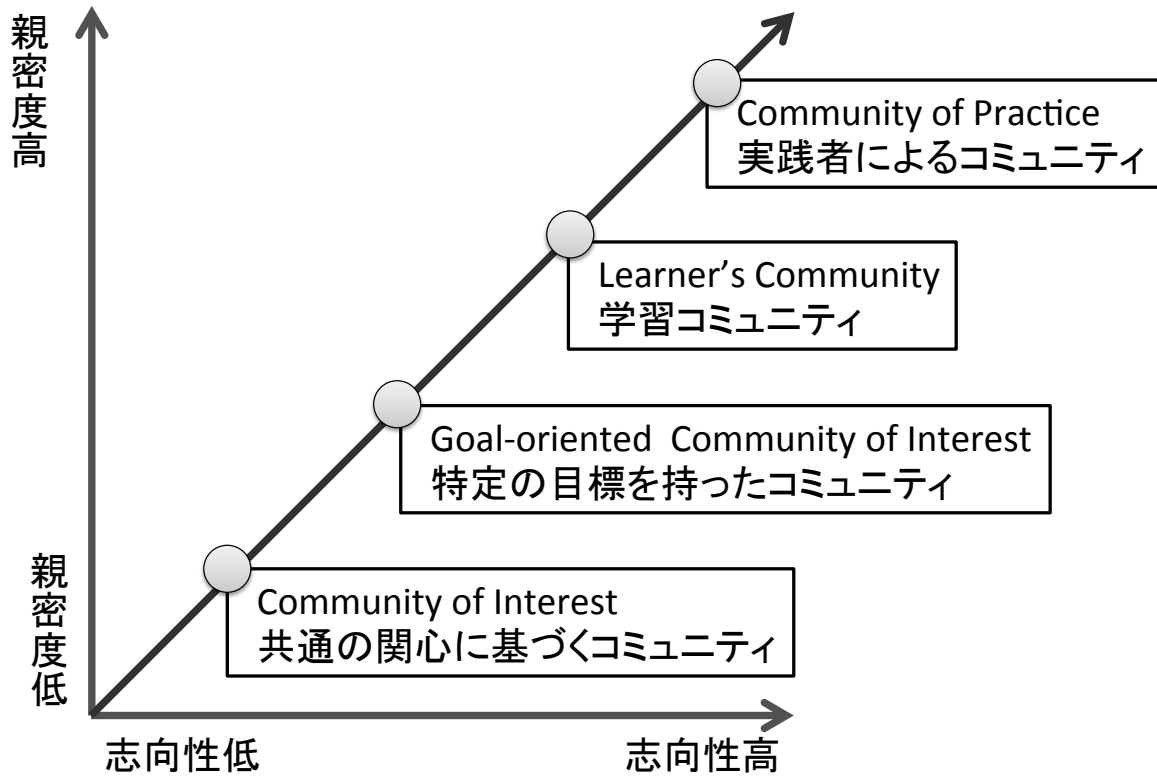 親密度高
Community of Practice
実践者によるコミュニティ
Learner's Community
学習コミュニティ
Goal-oriented Community of Interest
特定の目標を持ったコミュニティ
親密度低
Community of Interest
共通の関心に基づくコミュニティ
志向性低
志向性高